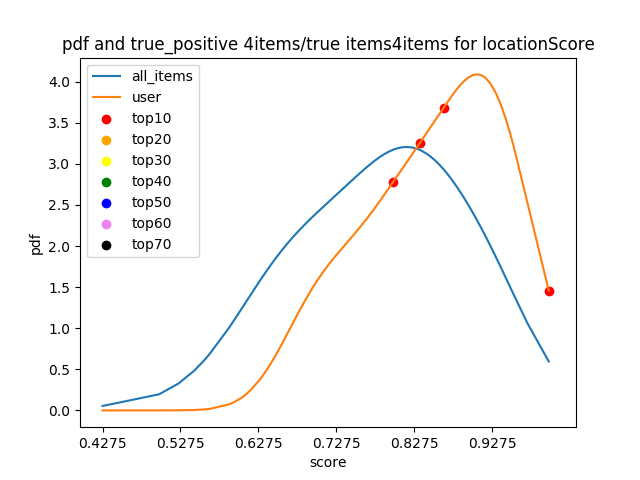 pdf and true_positive 4items/true items4items for locationScore
all_items
user
top10
top20
top30
top40
top50
top60
top70
pdf
4.0
3.5
3.0
2.5
2.0
1.5
1.0
0.5
0.0
0.4275 0.5275 0.6275 0.7275 0.8275 0.9275
score